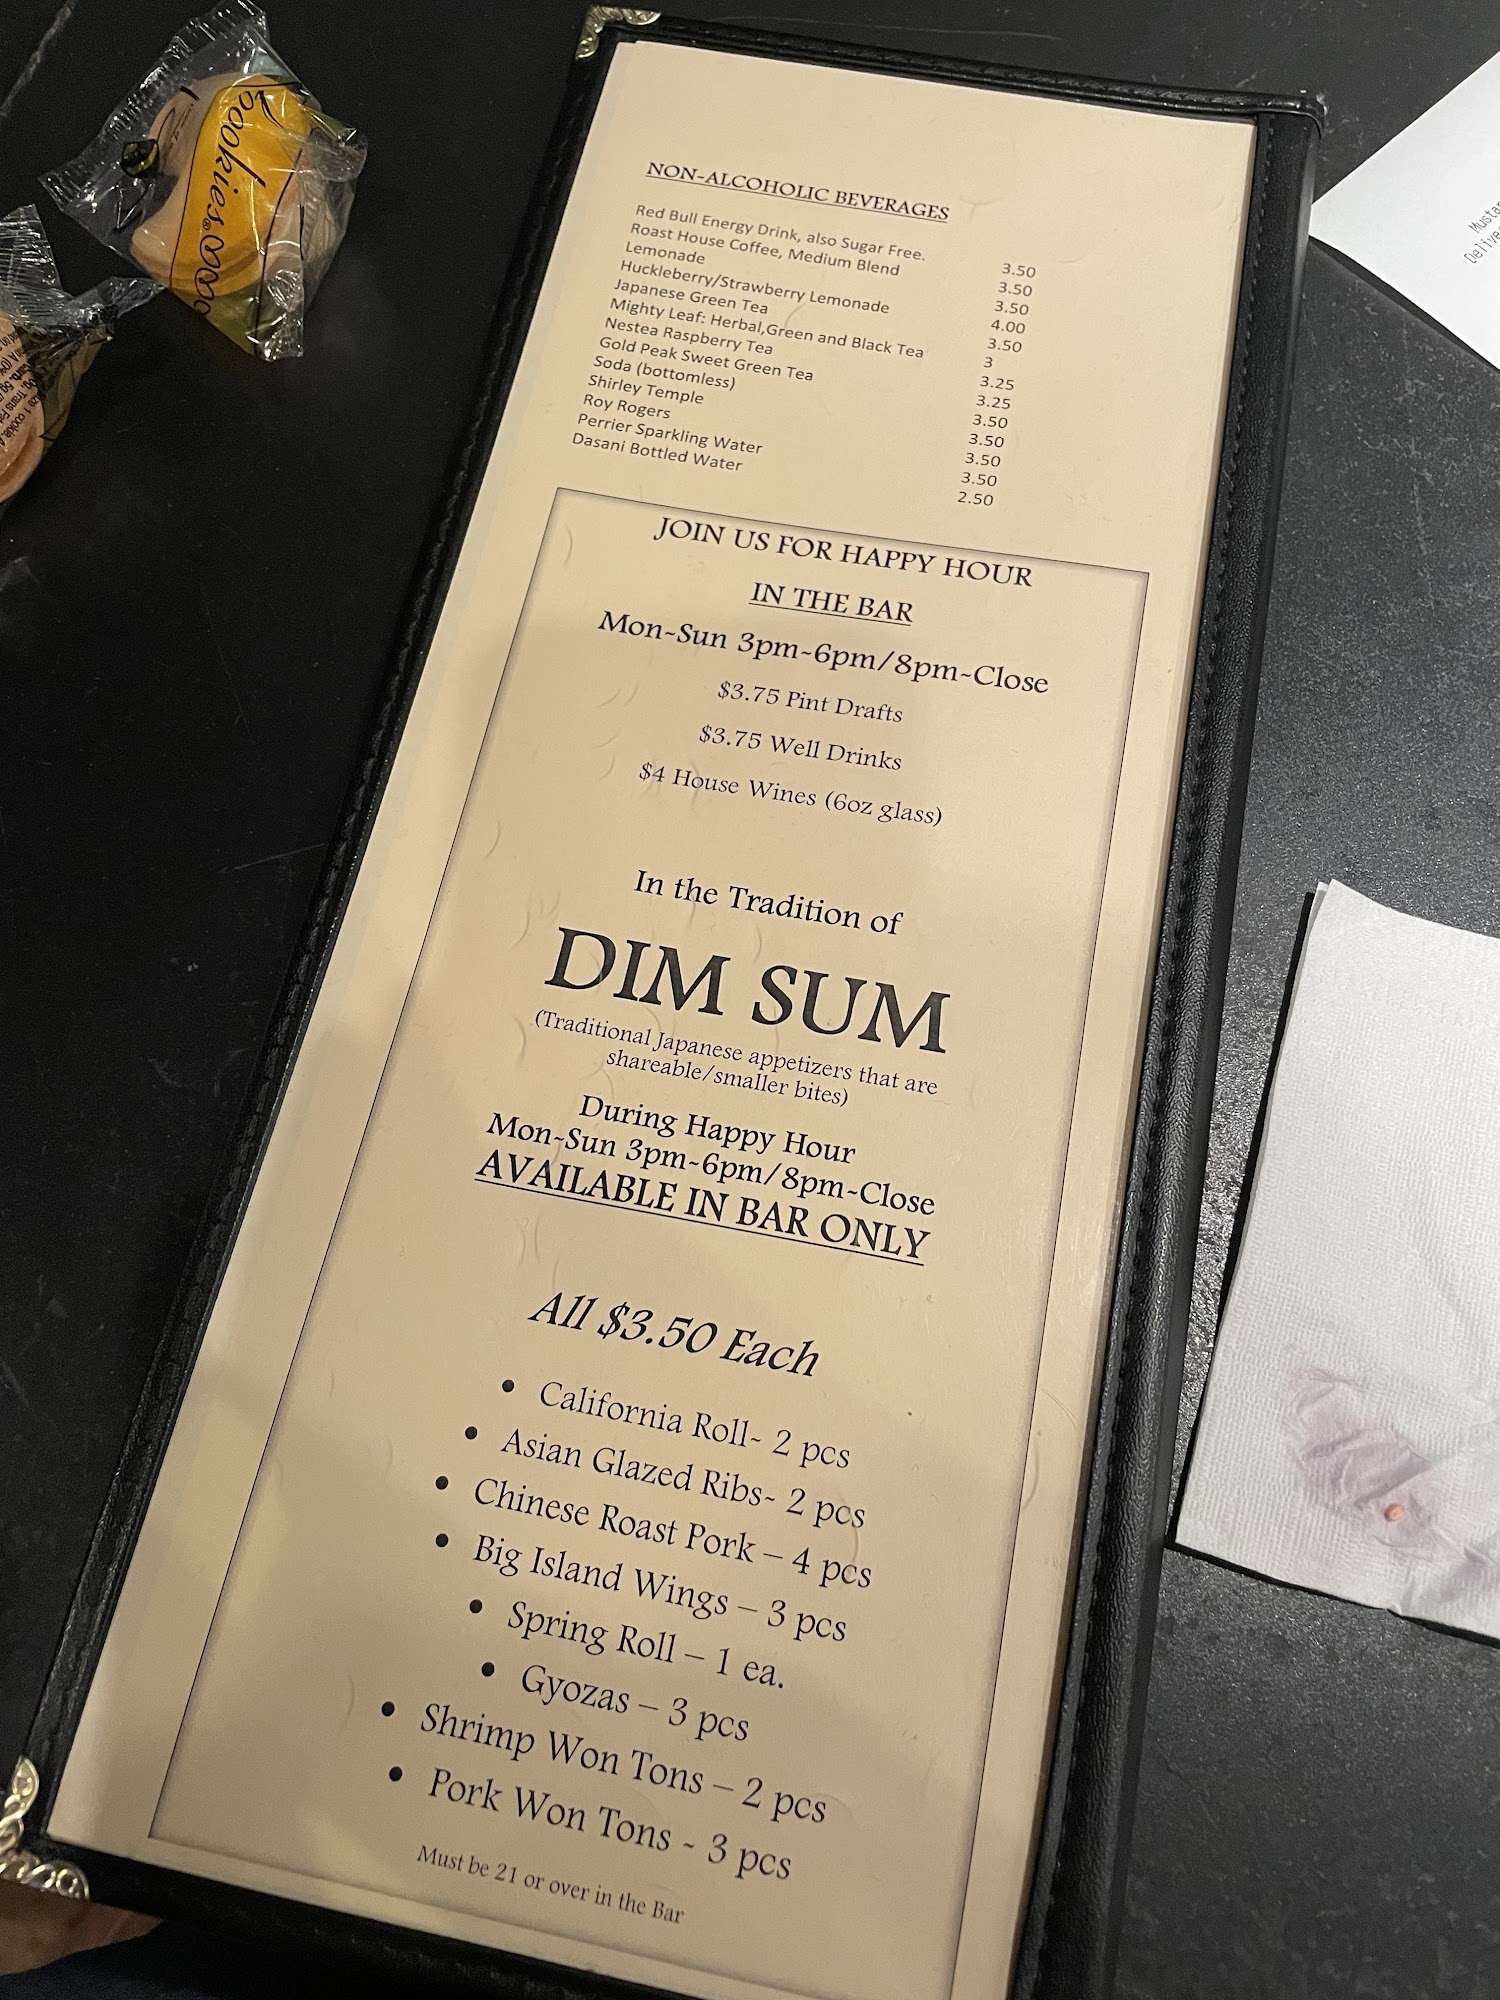 NON-ALCOHOLIC BEVERAGES
Red Bull Energy Drink, also Sugar Free. 3.50
Roast House Coffee, Medium Blend 3.50
Lemonade 3.50
Huckleberry/Strawberry Lemonade 4.00
Japanese Green Tea 3.50
Mighty Leaf: Herbal,Green and Black Tea 3
Nestea Raspberry Tea 3.25
Gold Peak Sweet Green Tea 3.25
Soda (bottomless) 3.50
Shirley Temple 3.50
Roy Rogers 3.50
Perrier Sparkling Water 3.50
Dasani Bottled Water 2.50
JOIN US FOR HAPPY HOUR
IN THE BAR
Mon~Sun 3pm~6pm/8pm~Close
$3.75 Pint Drafts
$3.75 Well Drinks
$4 House Wines (6oz glass)
In the Tradition of
DIM SUM
(Traditional Japanese appetizers that are
shareable/smaller bites)
During Happy Hour
Mon~Sun 3pm~6pm/8pm~Close
AVAILABLE IN BAR ONLY
All $3.50 Each
• California Roll~ 2 pcs
• Asian Glazed Ribs~ 2 pcs
• Chinese Roast Pork – 4 pcs
• Big Island Wings – 3 pcs
• Spring Roll – 1 ea.
• Gyozas – 3 pcs
• Shrimp Won Tons – 2 pcs
• Pork Won Tons ~ 3 pcs
Must be 21 or over in the Bar
ookies®